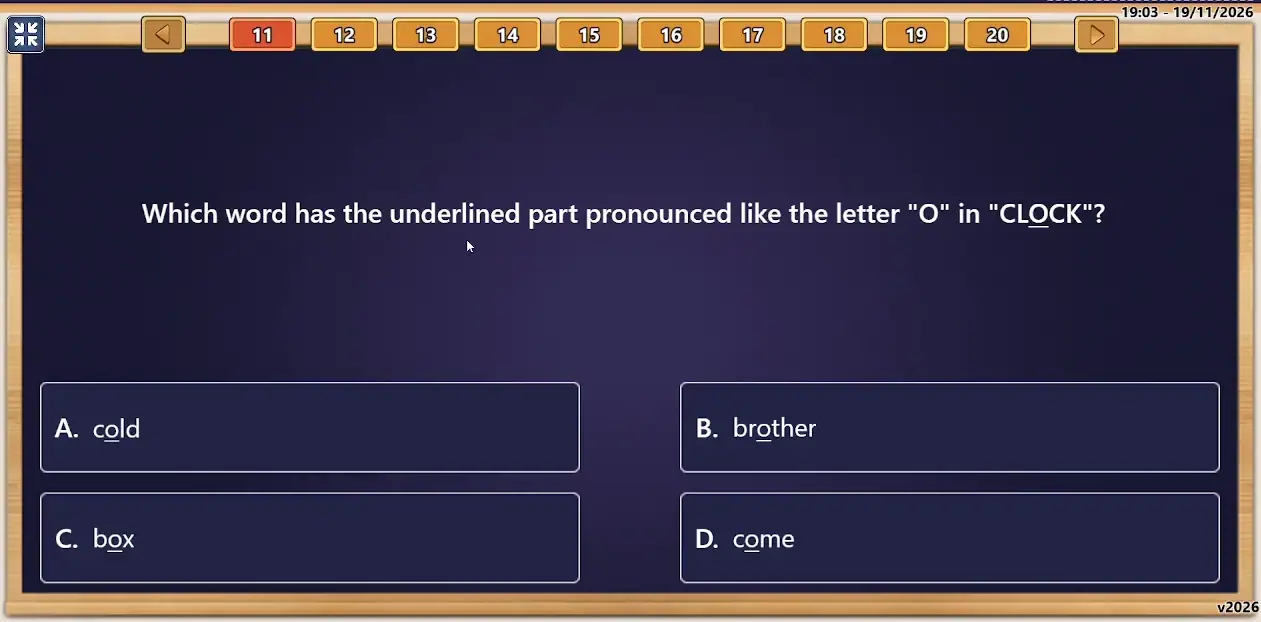 19:03 - 19/11/2026
11 12 13 14 15 16 17 18 19 20
Which word has the underlined part pronounced like the letter "O" in "CLOCK"?
A. cold
B. brother
C. box
D. come
v2026